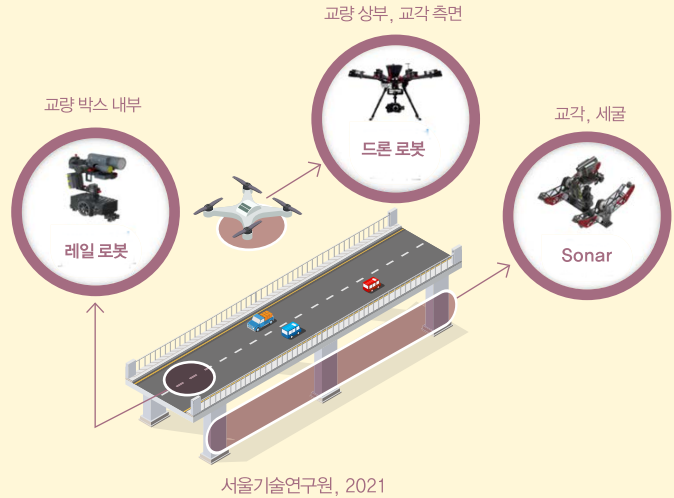 교량 상부, 교각 측면
드론 로봇
교량 박스 내부
레일 로봇
교각, 세굴
Sonar
서울기술연구원, 2021